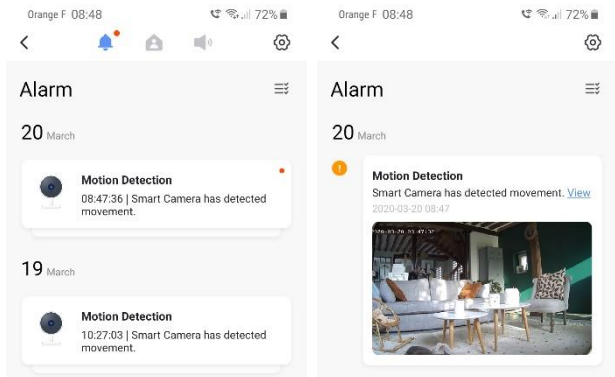 Orange F 08:48
72%
Alarm
20 March
Motion Detection
08:47:36 | Smart Camera has detected
movement.
19 March
Motion Detection
10:27:03 | Smart Camera has detected
movement.
Orange F 08:48
72%
Alarm
20 March
Motion Detection
Smart Camera has detected movement. View
2020-03-20 08:47